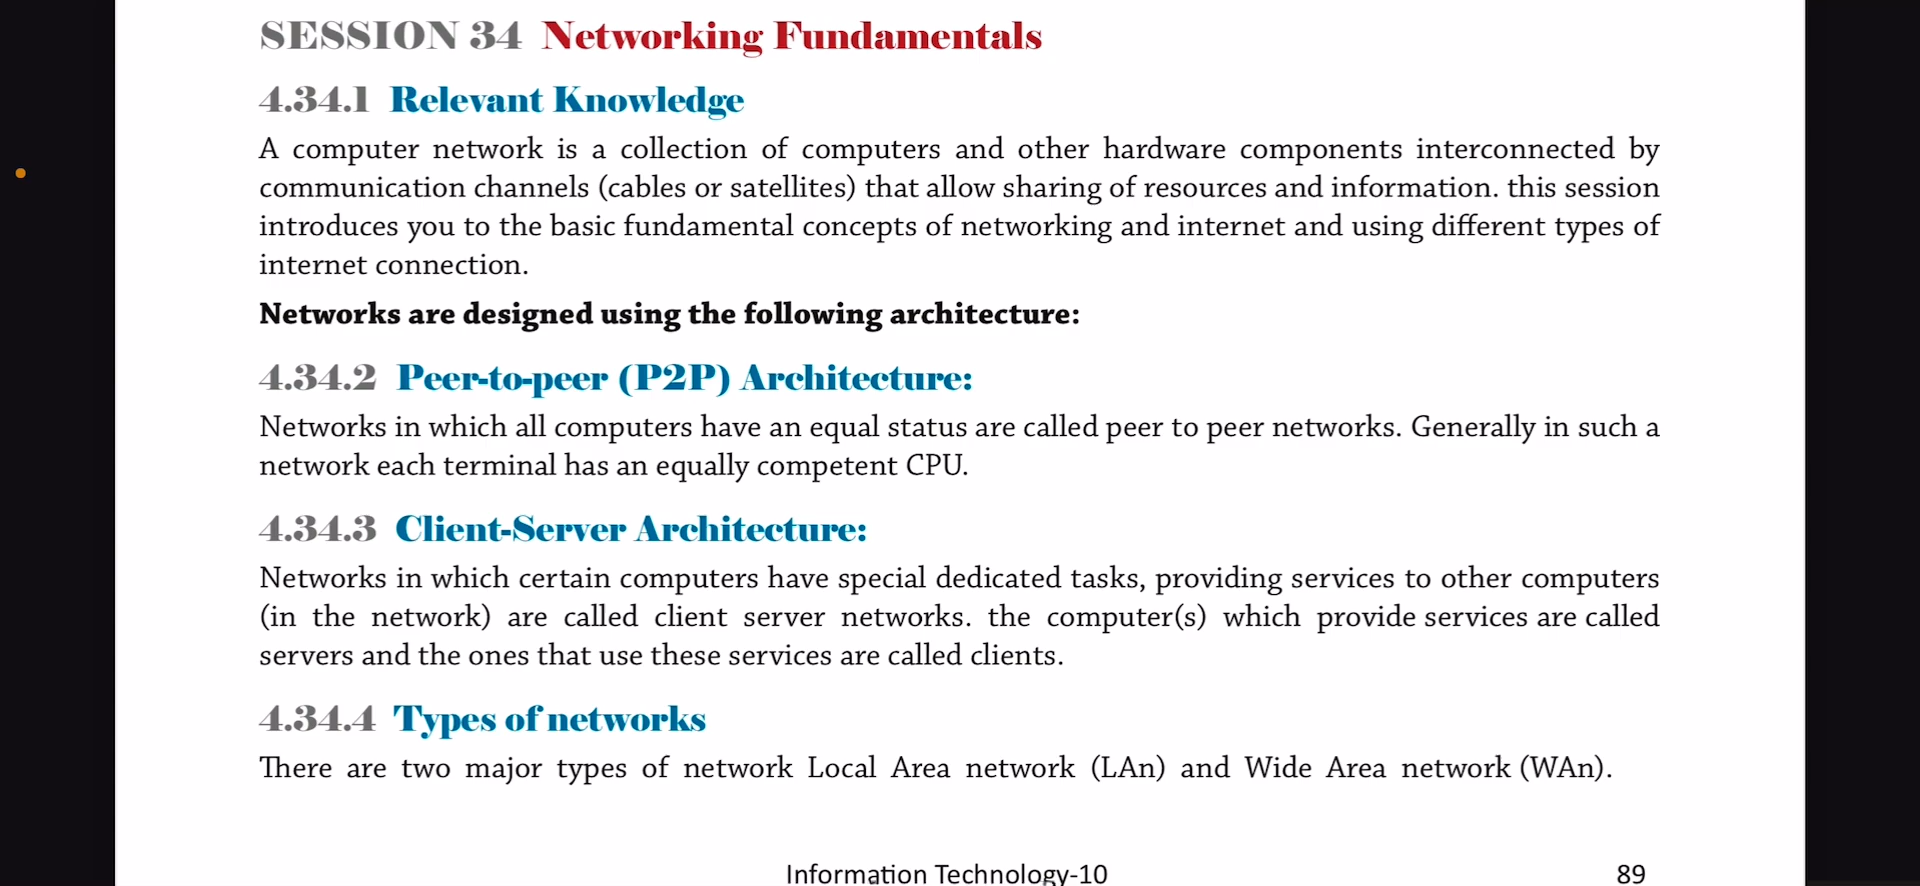 SESSION 34 Networking Fundamentals
4.34.1 Relevant Knowledge
A computer network is a collection of computers and other hardware components interconnected by
communication channels (cables or satellites) that allow sharing of resources and information. this session
introduces you to the basic fundamental concepts of networking and internet and using different types of
internet connection.
Networks are designed using the following architecture:
4.34.2 Peer-to-peer (P2P) Architecture:
Networks in which all computers have an equal status are called peer to peer networks. Generally in such a
network each terminal has an equally competent CPU.
4.34.3 Client-Server Architecture:
Networks in which certain computers have special dedicated tasks, providing services to other computers
(in the network) are called client server networks. the computer(s) which provide services are called
servers and the ones that use these services are called clients.
4.34.4 Types of networks
There are two major types of network Local Area network (LAn) and Wide Area network (WAn).
Information Technology-10 89